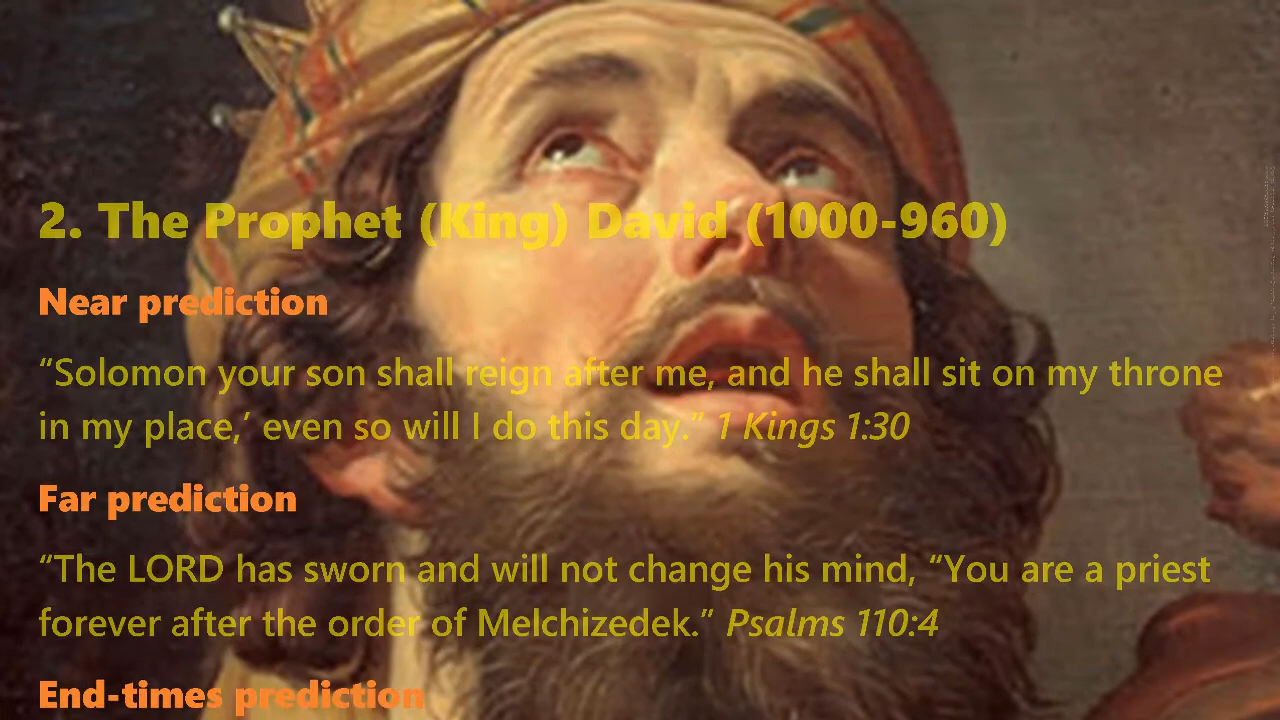 2. The Prophet (King) David (1000-960)
Near prediction
“Solomon your son shall reign after me, and he shall sit on my throne
in my place,’ even so will I do this day.” 1 Kings 1:30
Far prediction
“The LORD has sworn and will not change his mind, “You are a priest
forever after the order of Melchizedek.” Psalms 110:4
End-times prediction